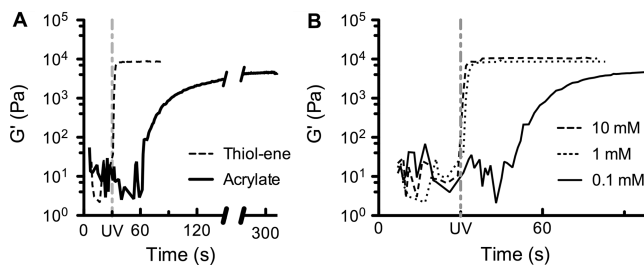 A
G' (Pa)
10⁵
10⁴
10³
10²
10¹
10⁰
Thiol-ene
Acrylate
0 UV 60 120 300
Time (s)
B
G' (Pa)
10⁵
10⁴
10³
10²
10¹
10⁰
10 mM
1 mM
0.1 mM
0 UV 60
Time (s)